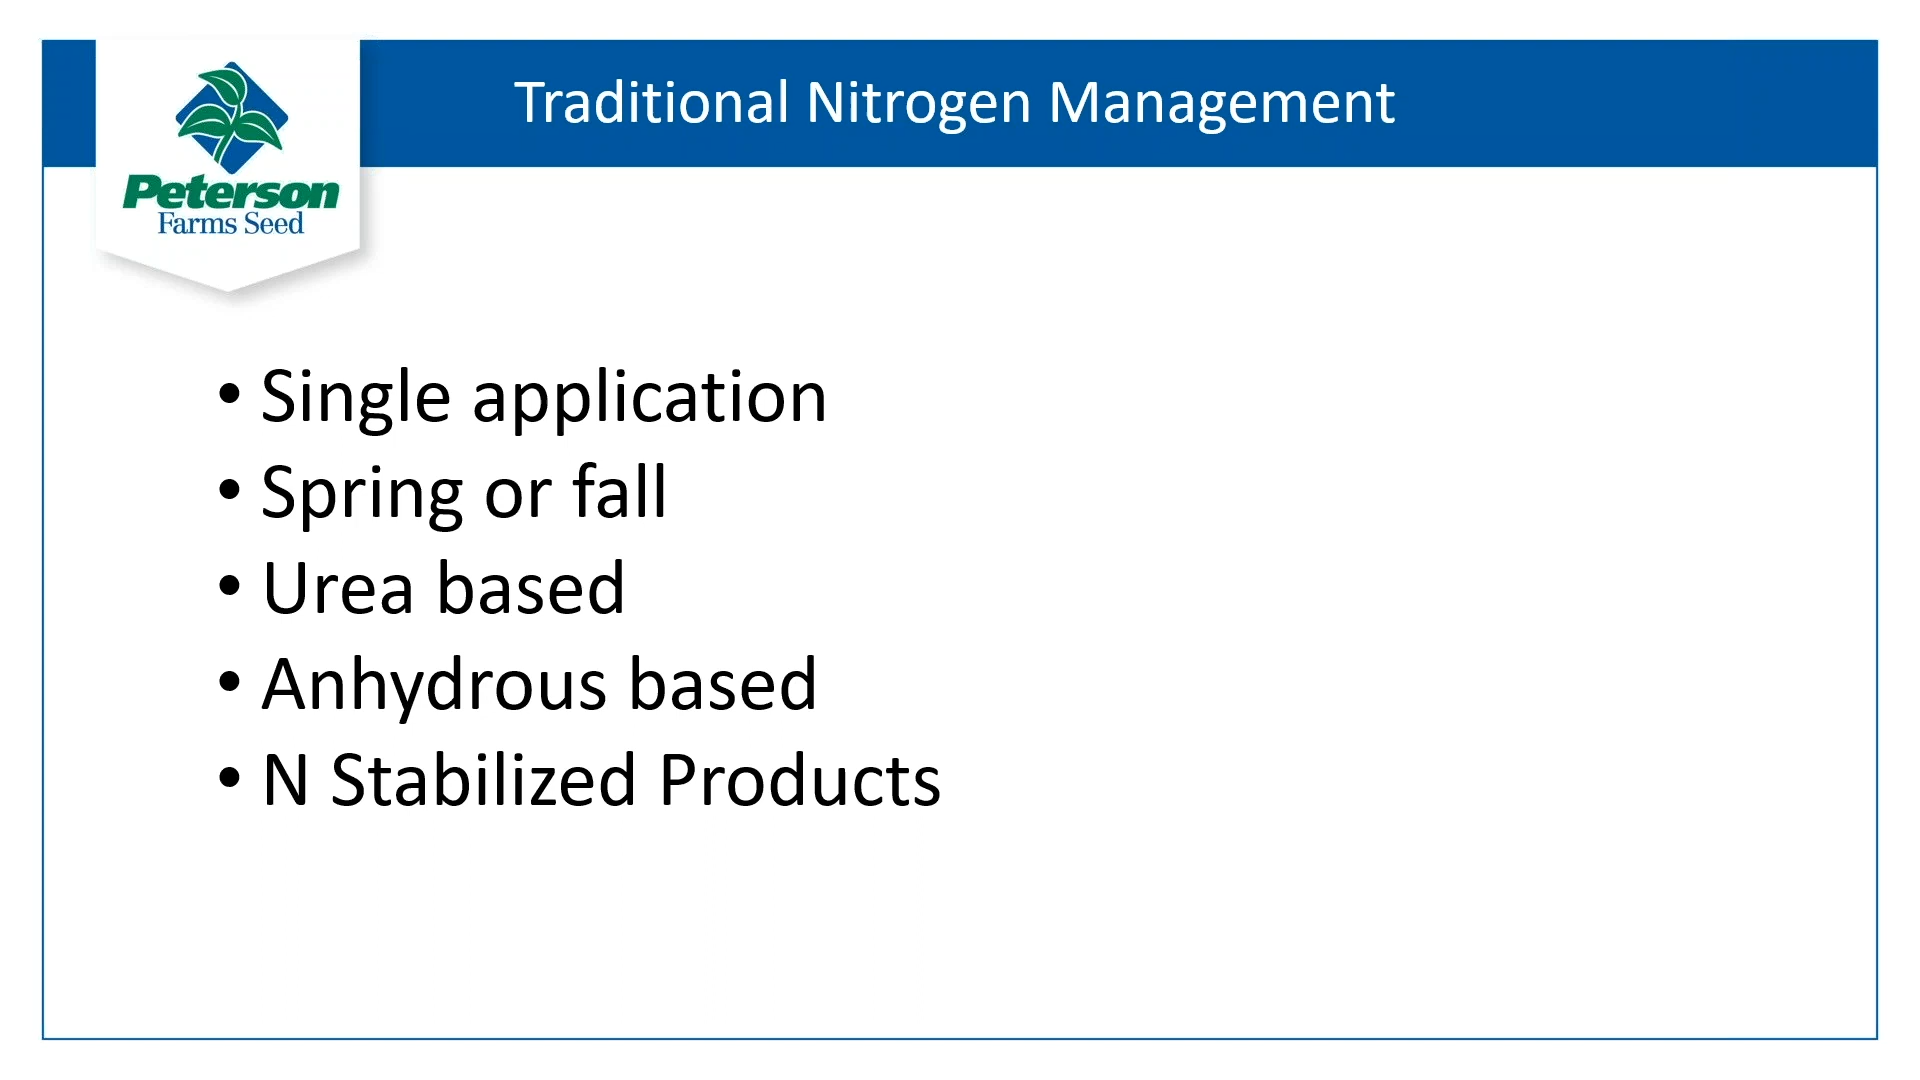 Traditional Nitrogen Management
Peterson
Farms Seed
• Single application
• Spring or fall
• Urea based
• Anhydrous based
• N Stabilized Products